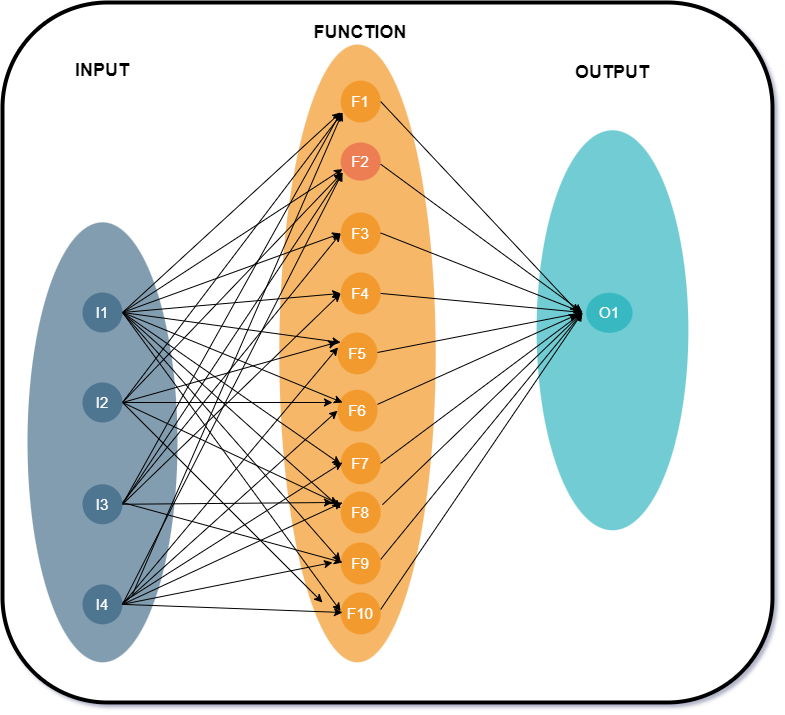 FUNCTION
INPUT
OUTPUT
F1
F2
F3
F4
F5
F6
F7
F8
F9
F10
I1
I2
I3
I4
O1